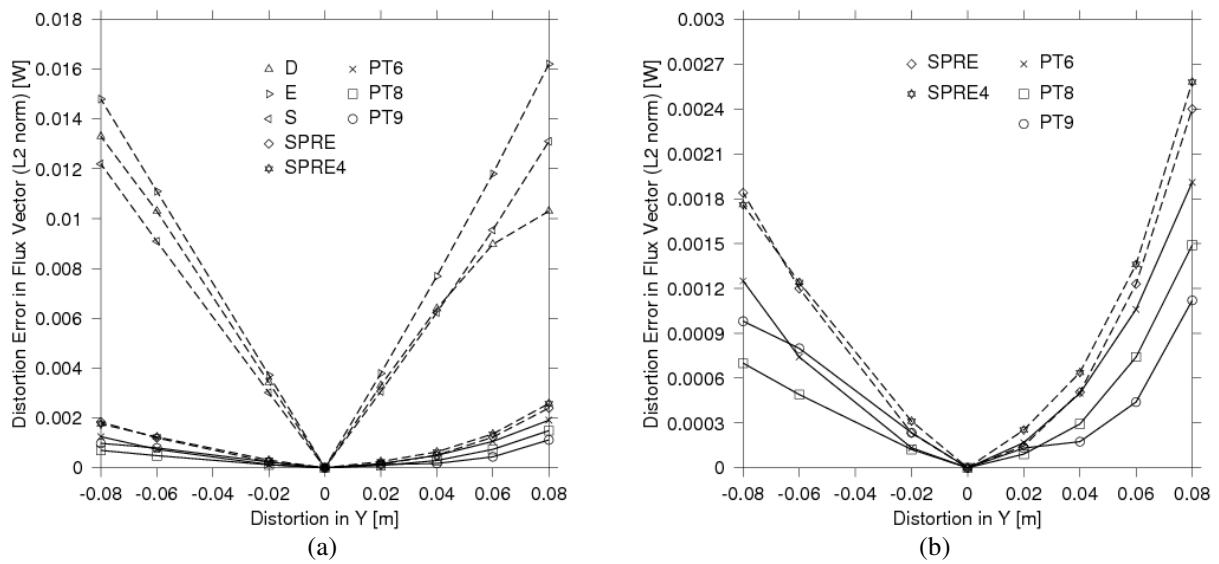 Distortion Error in Flux Vector (L2 norm) [W]
0.018
0.016
0.014
0.012
0.01
0.008
0.006
0.004
0.002
0
D
E
S
SPRE
SPRE4
PT6
PT8
PT9
-0.08 -0.06 -0.04 -0.02 0 0.02 0.04 0.06 0.08
Distortion in Y [m]
(a)
Distortion Error in Flux Vector (L2 norm) [W]
0.003
0.0027
0.0024
0.0021
0.0018
0.0015
0.0012
0.0009
0.0006
0.0003
0
SPRE
SPRE4
PT6
PT8
PT9
-0.08 -0.06 -0.04 -0.02 0 0.02 0.04 0.06 0.08
Distortion in Y [m]
(b)